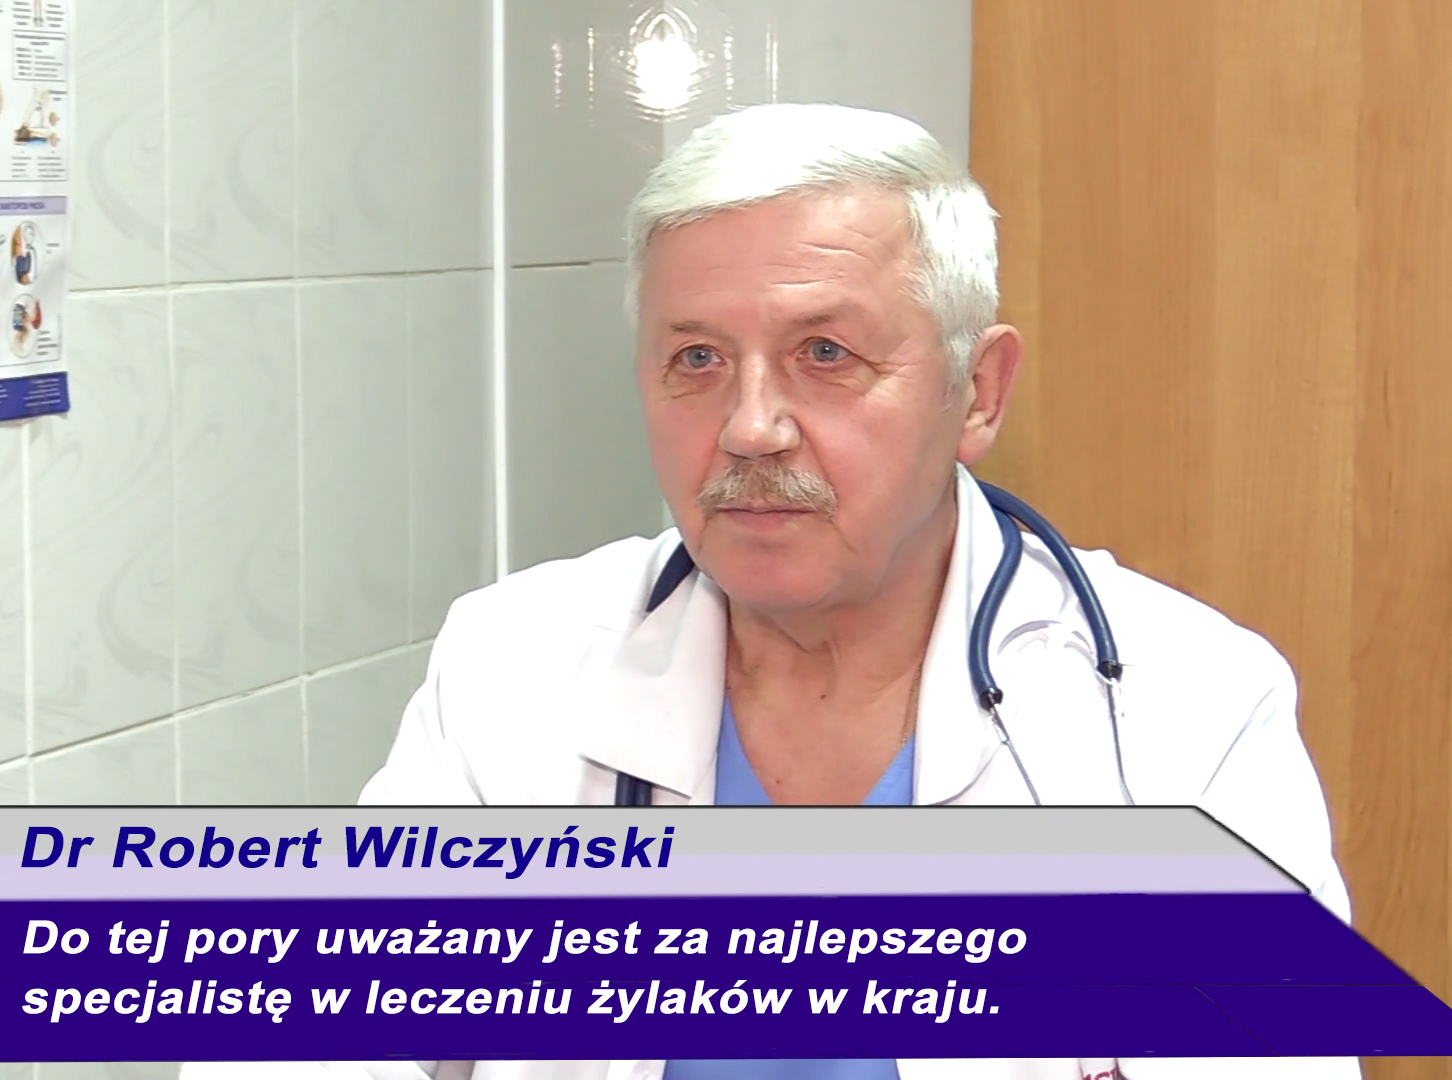 Dr Robert Wilczyński
Do tej pory uważany jest za najlepszego
specjalistę w leczeniu żylaków w kraju.